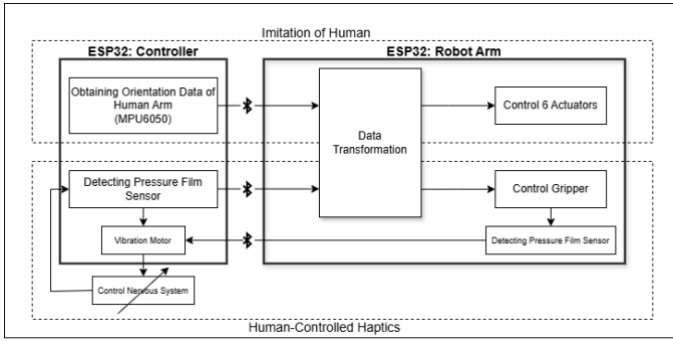 Imitation of Human
ESP32: Controller
ESP32: Robot Arm
Obtaining Orientation Data of
Human Arm
(MPU6050)
Data
Transformation
Control 6 Actuators
Detecting Pressure Film
Sensor
Control Gripper
Vibration Motor
Detecting Pressure Film Sensor
Control Nervous System
Human-Controlled Haptics